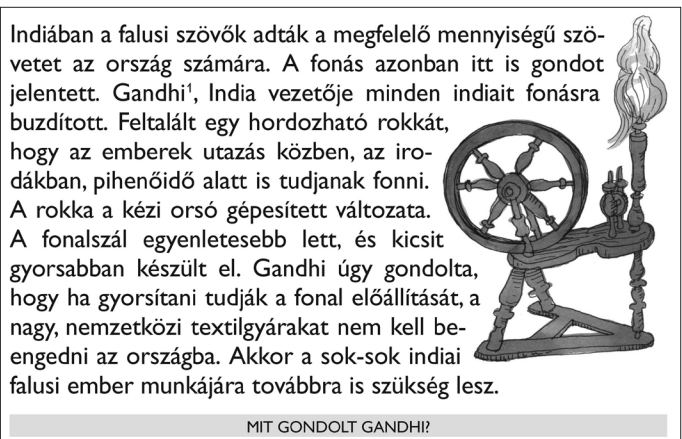 Indiában a falusi szövők adták a megfelelő mennyiségű szö-
vetet az ország számára. A fonás azonban itt is gondot
jelentett. Gandhi¹, India vezetője minden indiait fonásra
buzdított. Feltalált egy hordozható rokkát,
hogy az emberek utazás közben, az iro-
dákban, pihenőidő alatt is tudjanak fonni.
A rokka a kézi orsó gépesített változata.
A fonalszál egyenletesebb lett, és kicsit
gyorsabban készült el. Gandhi úgy gondolta,
hogy ha gyorsítani tudják a fonal előállítását, a
nagy, nemzetközi textilgyárakat nem kell be-
engedni az országba. Akkor a sok-sok indiai
falusi ember munkájára továbbra is szükség lesz.
MIT GONDOLT GANDHI?